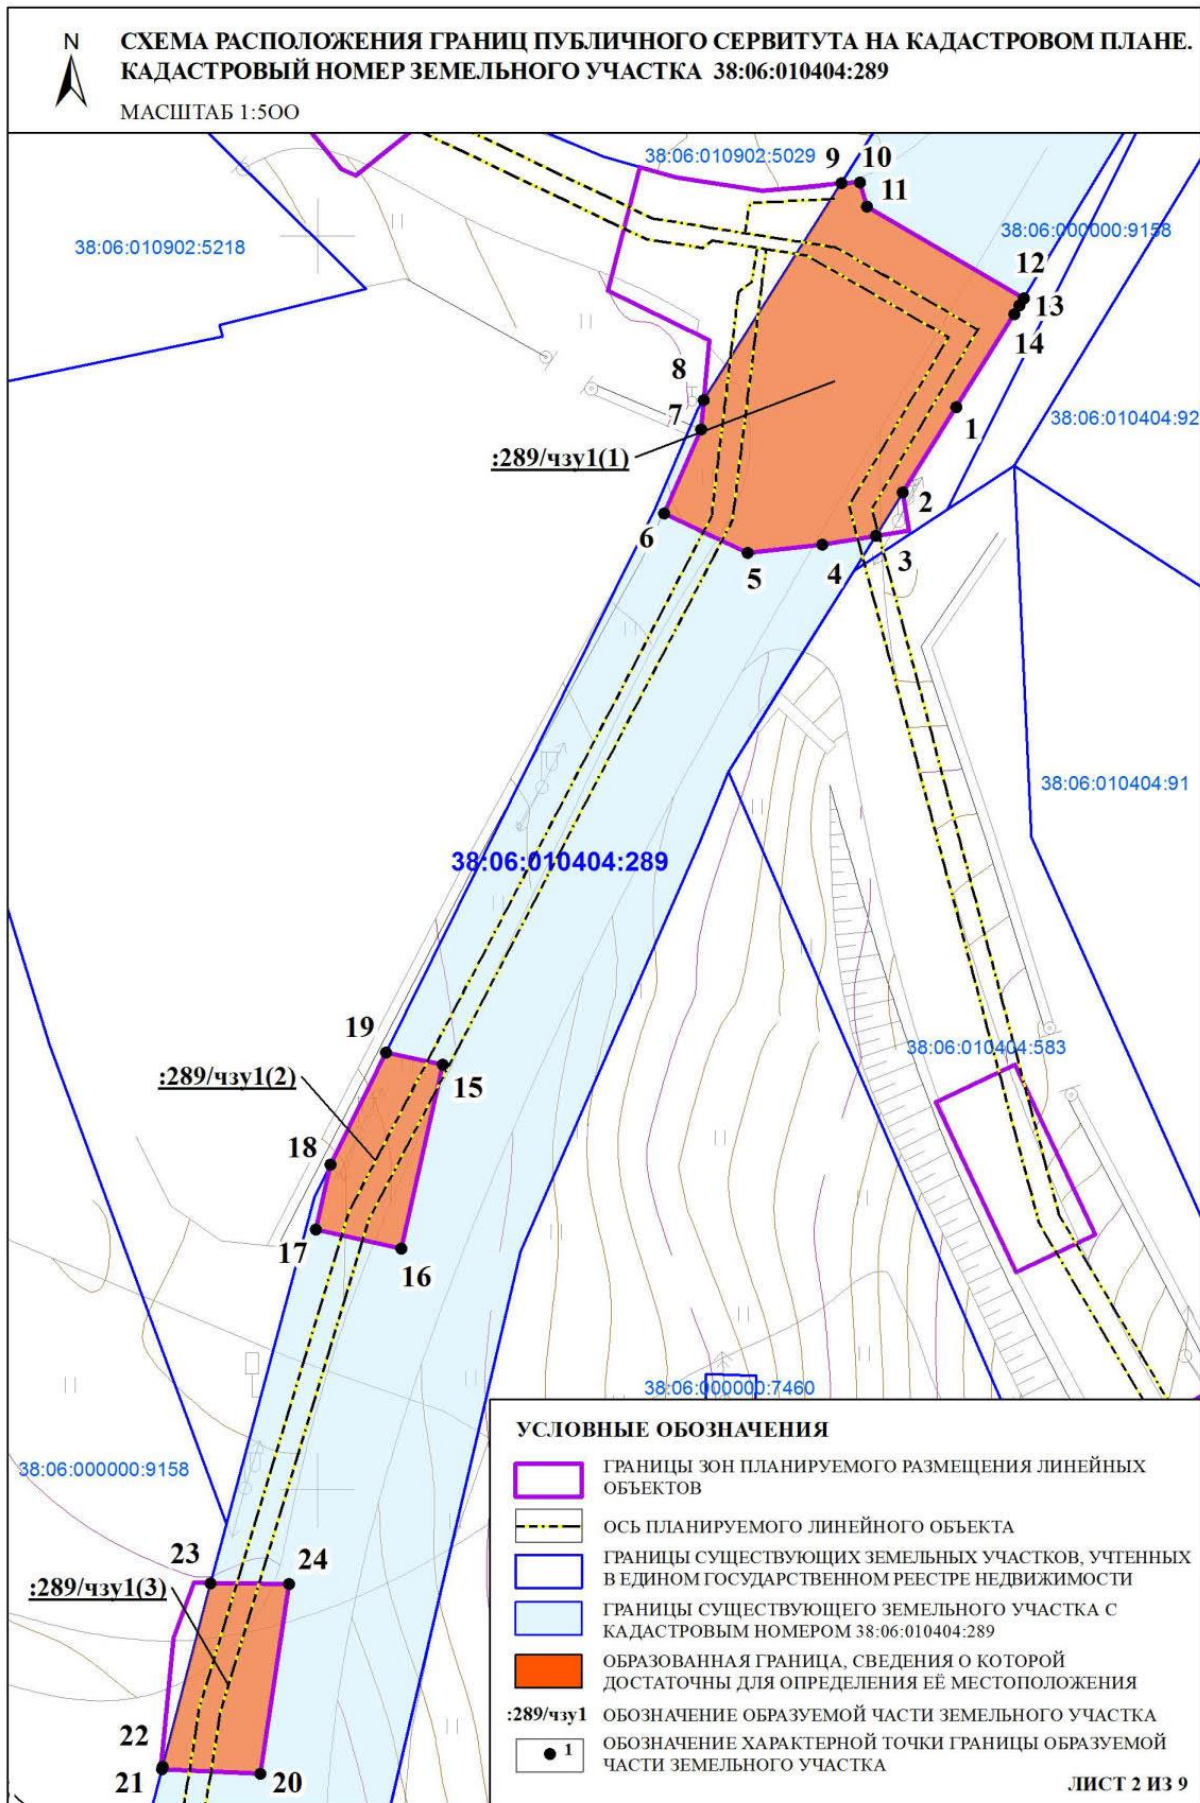 N
СХЕМА РАСПОЛОЖЕНИЯ ГРАНИЦ ПУБЛИЧНОГО СЕРВИТУТА НА КАДАСТРОВОМ ПЛАНЕ.
КАДАСТРОВЫЙ НОМЕР ЗЕМЕЛЬНОГО УЧАСТКА 38:06:010404:289
МАСШТАБ 1:5ОО
38:06:010902:5029
9
10
11
38:06:010902:5218
38:06:000000:9158
12
13
14
8
7
1
38:06:010404:92
:289/чзу1(1)
2
6
3
5
4
38:06:010404:91
38:06:010404:289
19
38:06:010404:583
:289/чзу1(2)
15
18
17
16
38:06:000000:7460
38:06:000000:9158
23
24
:289/чзу1(3)
22
21
20
УСЛОВНЫЕ ОБОЗНАЧЕНИЯ
ГРАНИЦЫ ЗОН ПЛАНИРУЕМОГО РАЗМЕЩЕНИЯ ЛИНЕЙНЫХ
ОБЪЕКТОВ
ОСЬ ПЛАНИРУЕМОГО ЛИНЕЙНОГО ОБЪЕКТА
ГРАНИЦЫ СУЩЕСТВУЮЩИХ ЗЕМЕЛЬНЫХ УЧАСТКОВ, УЧТЕННЫХ
В ЕДИНОМ ГОСУДАРСТВЕННОМ РЕЕСТРЕ НЕДВИЖИМОСТИ
ГРАНИЦЫ СУЩЕСТВУЮЩЕГО ЗЕМЕЛЬНОГО УЧАСТКА С
КАДАСТРОВЫМ НОМЕРОМ 38:06:010404:289
ОБРАЗОВАННАЯ ГРАНИЦА, СВЕДЕНИЯ О КОТОРОЙ
ДОСТАТОЧНЫ ДЛЯ ОПРЕДЕЛЕНИЯ ЕЁ МЕСТОПОЛОЖЕНИЯ
:289/чзу1 ОБОЗНАЧЕНИЕ ОБРАЗУЕМОЙ ЧАСТИ ЗЕМЕЛЬНОГО УЧАСТКА
1 ОБОЗНАЧЕНИЕ ХАРАКТЕРНОЙ ТОЧКИ ГРАНИЦЫ ОБРАЗУЕМОЙ
ЧАСТИ ЗЕМЕЛЬНОГО УЧАСТКА
ЛИСТ 2 ИЗ 9